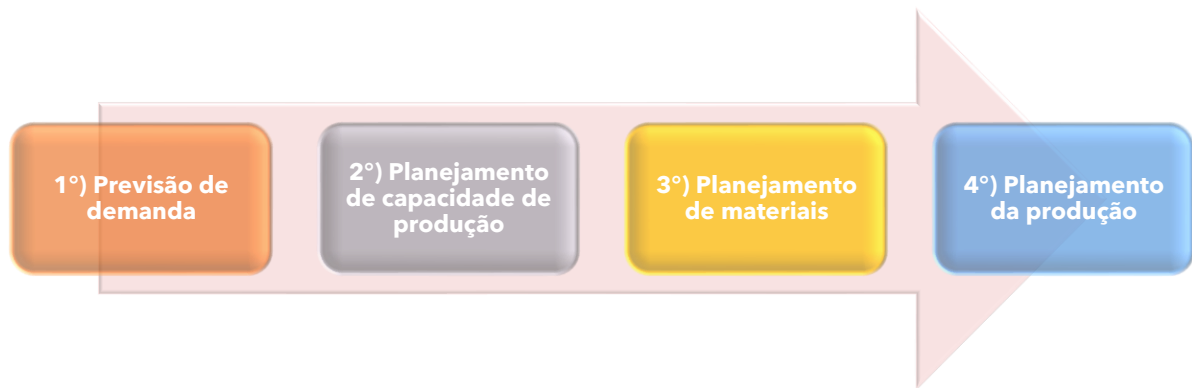 1°) Previsão de
demanda
2°) Planejamento
de capacidade de
produção
3°) Planejamento
de materiais
4°) Planejamento
da produção